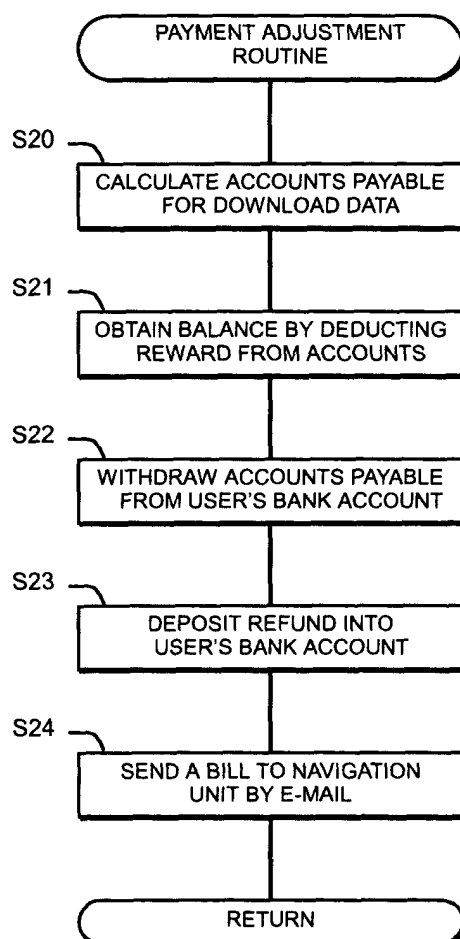 PAYMENT ADJUSTMENT
ROUTINE
S20
CALCULATE ACCOUNTS PAYABLE
FOR DOWNLOAD DATA
S21
OBTAIN BALANCE BY DEDUCTING
REWARD FROM ACCOUNTS
S22
WITHDRAW ACCOUNTS PAYABLE
FROM USER'S BANK ACCOUNT
S23
DEPOSIT REFUND INTO
USER'S BANK ACCOUNT
S24
SEND A BILL TO NAVIGATION
UNIT BY E-MAIL
RETURN